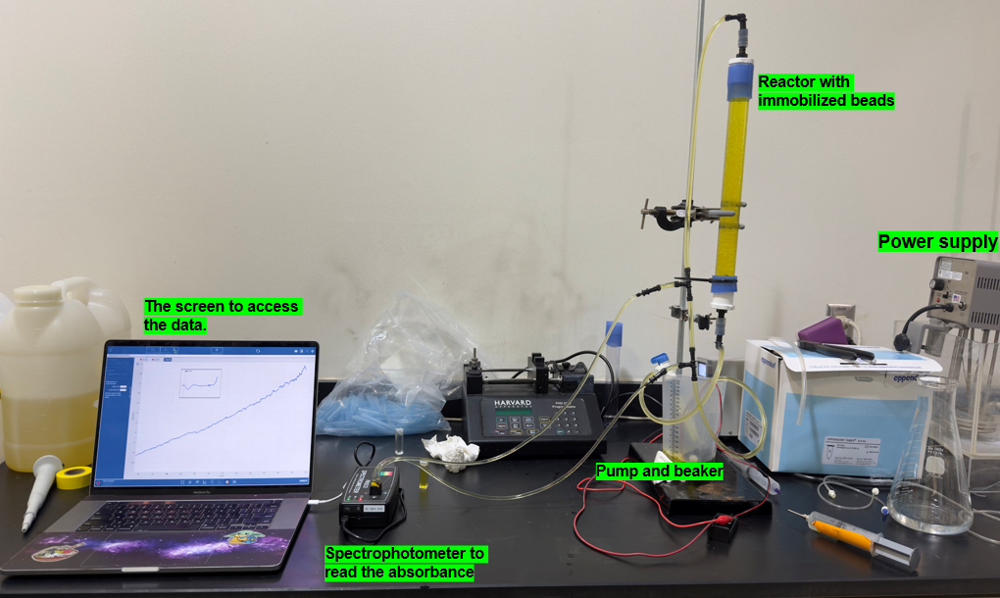 Reactor with
immobilized beads
Power supply
The screen to access
the data.
HARVARD
eppend
Pump and beaker
Spectrophotometer to
read the absorbance